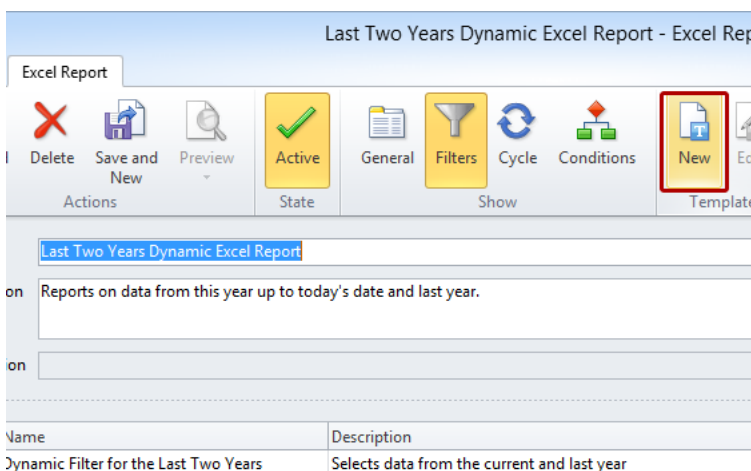 Last Two Years Dynamic Excel Report - Excel Rep
Excel Report
Delete
Save and
New
Preview
Active
General
Filters
Cycle
Conditions
New
Actions
State
Show
Template
Last Two Years Dynamic Excel Report
on
Reports on data from this year up to today's date and last year.
ion
Name
Description
Dynamic Filter for the Last Two Years
Selects data from the current and last year